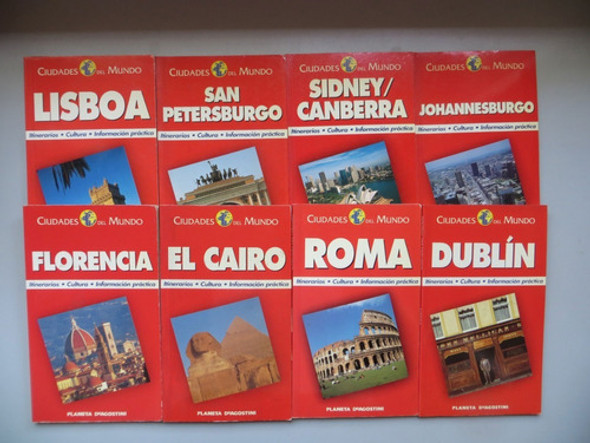 CIUDADES DEL MUNDO
LISBOA
Itinerarios • Cultura • Información práctica
CIUDADES DEL MUNDO
SAN
PETERSBURGO
Itinerarios • Cultura • Información práctica
CIUDADES DEL MUNDO
SIDNEY/
CANBERRA
Itinerarios • Cultura • Información práctica
CIUDADES DEL MUNDO
JOHANNESBURGO
Itinerarios • Cultura • Información práctica
CIUDADES DEL MUNDO
FLORENCIA
Itinerarios • Cultura • Información práctica
PLANETA DEAGOSTINI
CIUDADES DEL MUNDO
EL CAIRO
Itinerarios • Cultura • Información práctica
PLANETA DEAGOSTINI
CIUDADES DEL MUNDO
ROMA
Itinerarios • Cultura • Información práctica
PLANETA DEAGOSTINI
CIUDADES DEL MUNDO
DUBLÍN
Itinerarios • Cultura • Información práctica
PLANETA DEAGOSTINI